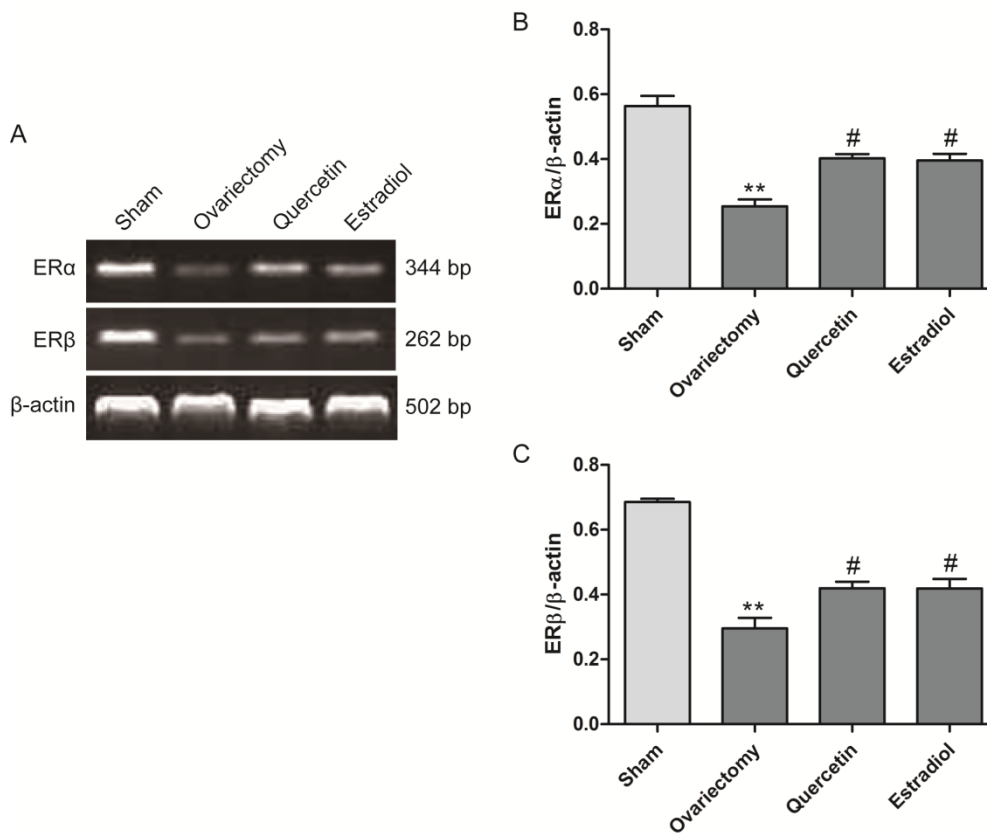 A
Sham
Ovariectomy
Quercetin
Estradiol
ERα 344 bp
ERβ 262 bp
β-actin 502 bp
B
ERα/β-actin
0.8
0.6
0.4
0.2
0.0
**
#
#
Sham
Ovariectomy
Quercetin
Estradiol
C
ERβ/β-actin
0.8
0.6
0.4
0.2
0.0
**
#
#
Sham
Ovariectomy
Quercetin
Estradiol